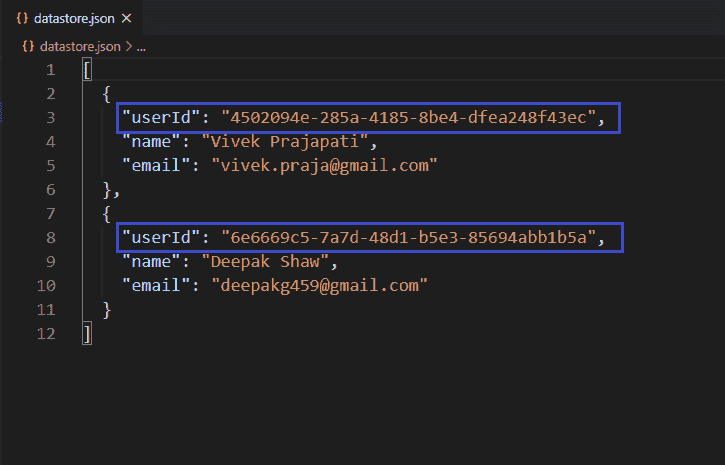 {} datastore.json ×
{} datastore.json > ...
1 [
2 {
3 "userId": "4502094e-285a-4185-8be4-dfea248f43ec",
4 "name": "Vivek Prajapati",
5 "email": "vivek.praja@gmail.com"
6 },
7 {
8 "userId": "6e6669c5-7a7d-48d1-b5e3-85694abb1b5a",
9 "name": "Deepak Shaw",
10 "email": "deepakg459@gmail.com"
11 }
12 ]